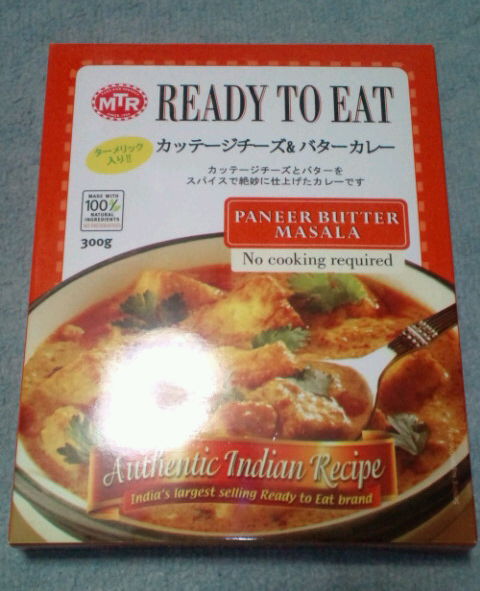 MTR
READY TO EAT
ターメリック
入り!!
カッテージチーズ&バターカレー
カッテージチーズとバターを
スパイスで絶妙に仕上げたカレーです
MADE WITH
100%
NATURAL
INGREDIENTS
NO PRESERVATIVES
300g
PANEER BUTTER
MASALA
No cooking required
Authentic Indian Recipe
India's largest selling Ready to Eat brand